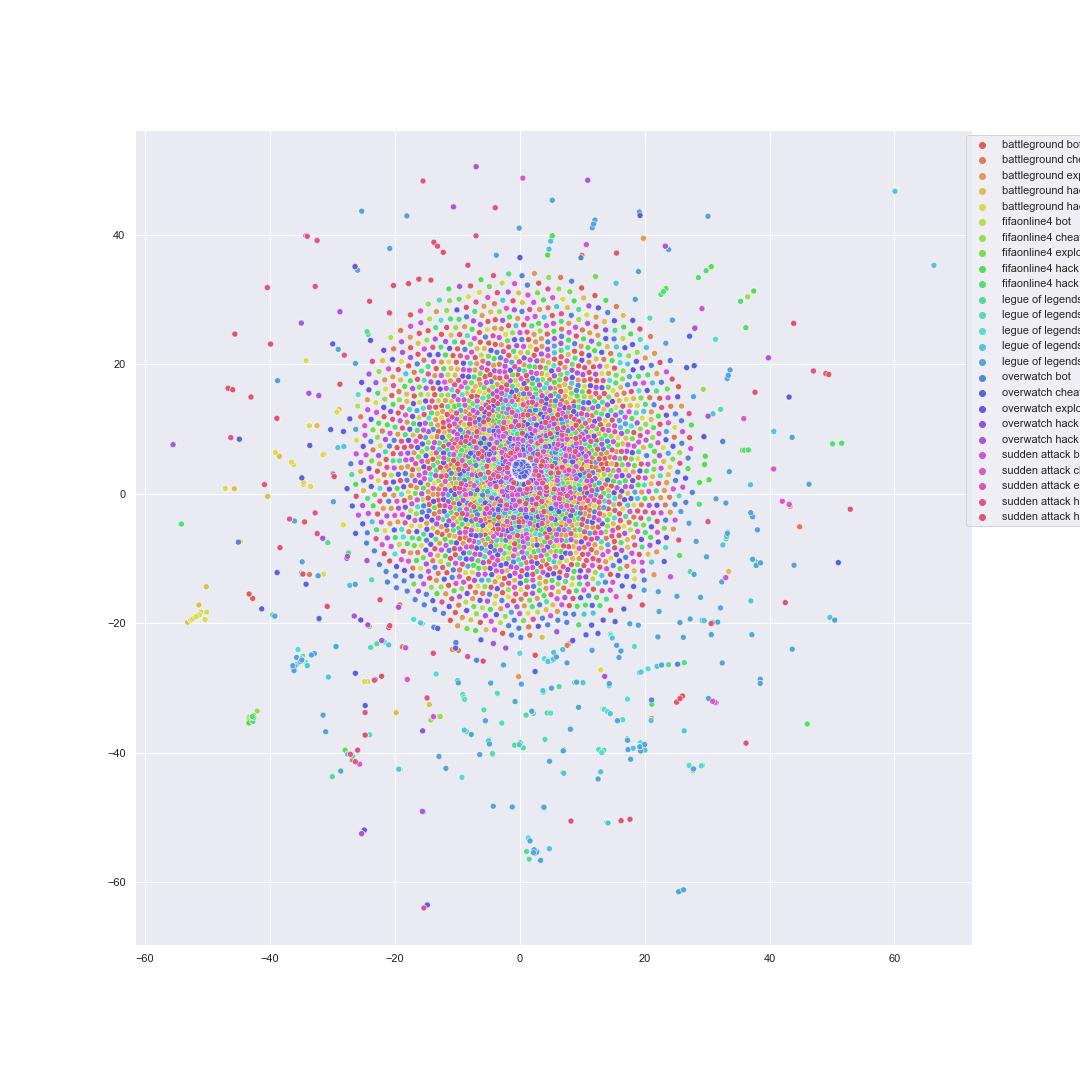 40
20
0
−20
−40
−60
−60
−40
−20
0
20
40
60
battleground bot
battleground che
battleground exp
battleground hac
battleground hac
fifaonline4 bot
fifaonline4 cheat
fifaonline4 explo
fifaonline4 hack
fifaonline4 hack
legue of legends
legue of legends
legue of legends
legue of legends
legue of legends
overwatch bot
overwatch cheat
overwatch explo
overwatch hack
overwatch hack
sudden attack b
sudden attack cl
sudden attack e
sudden attack h
sudden attack h